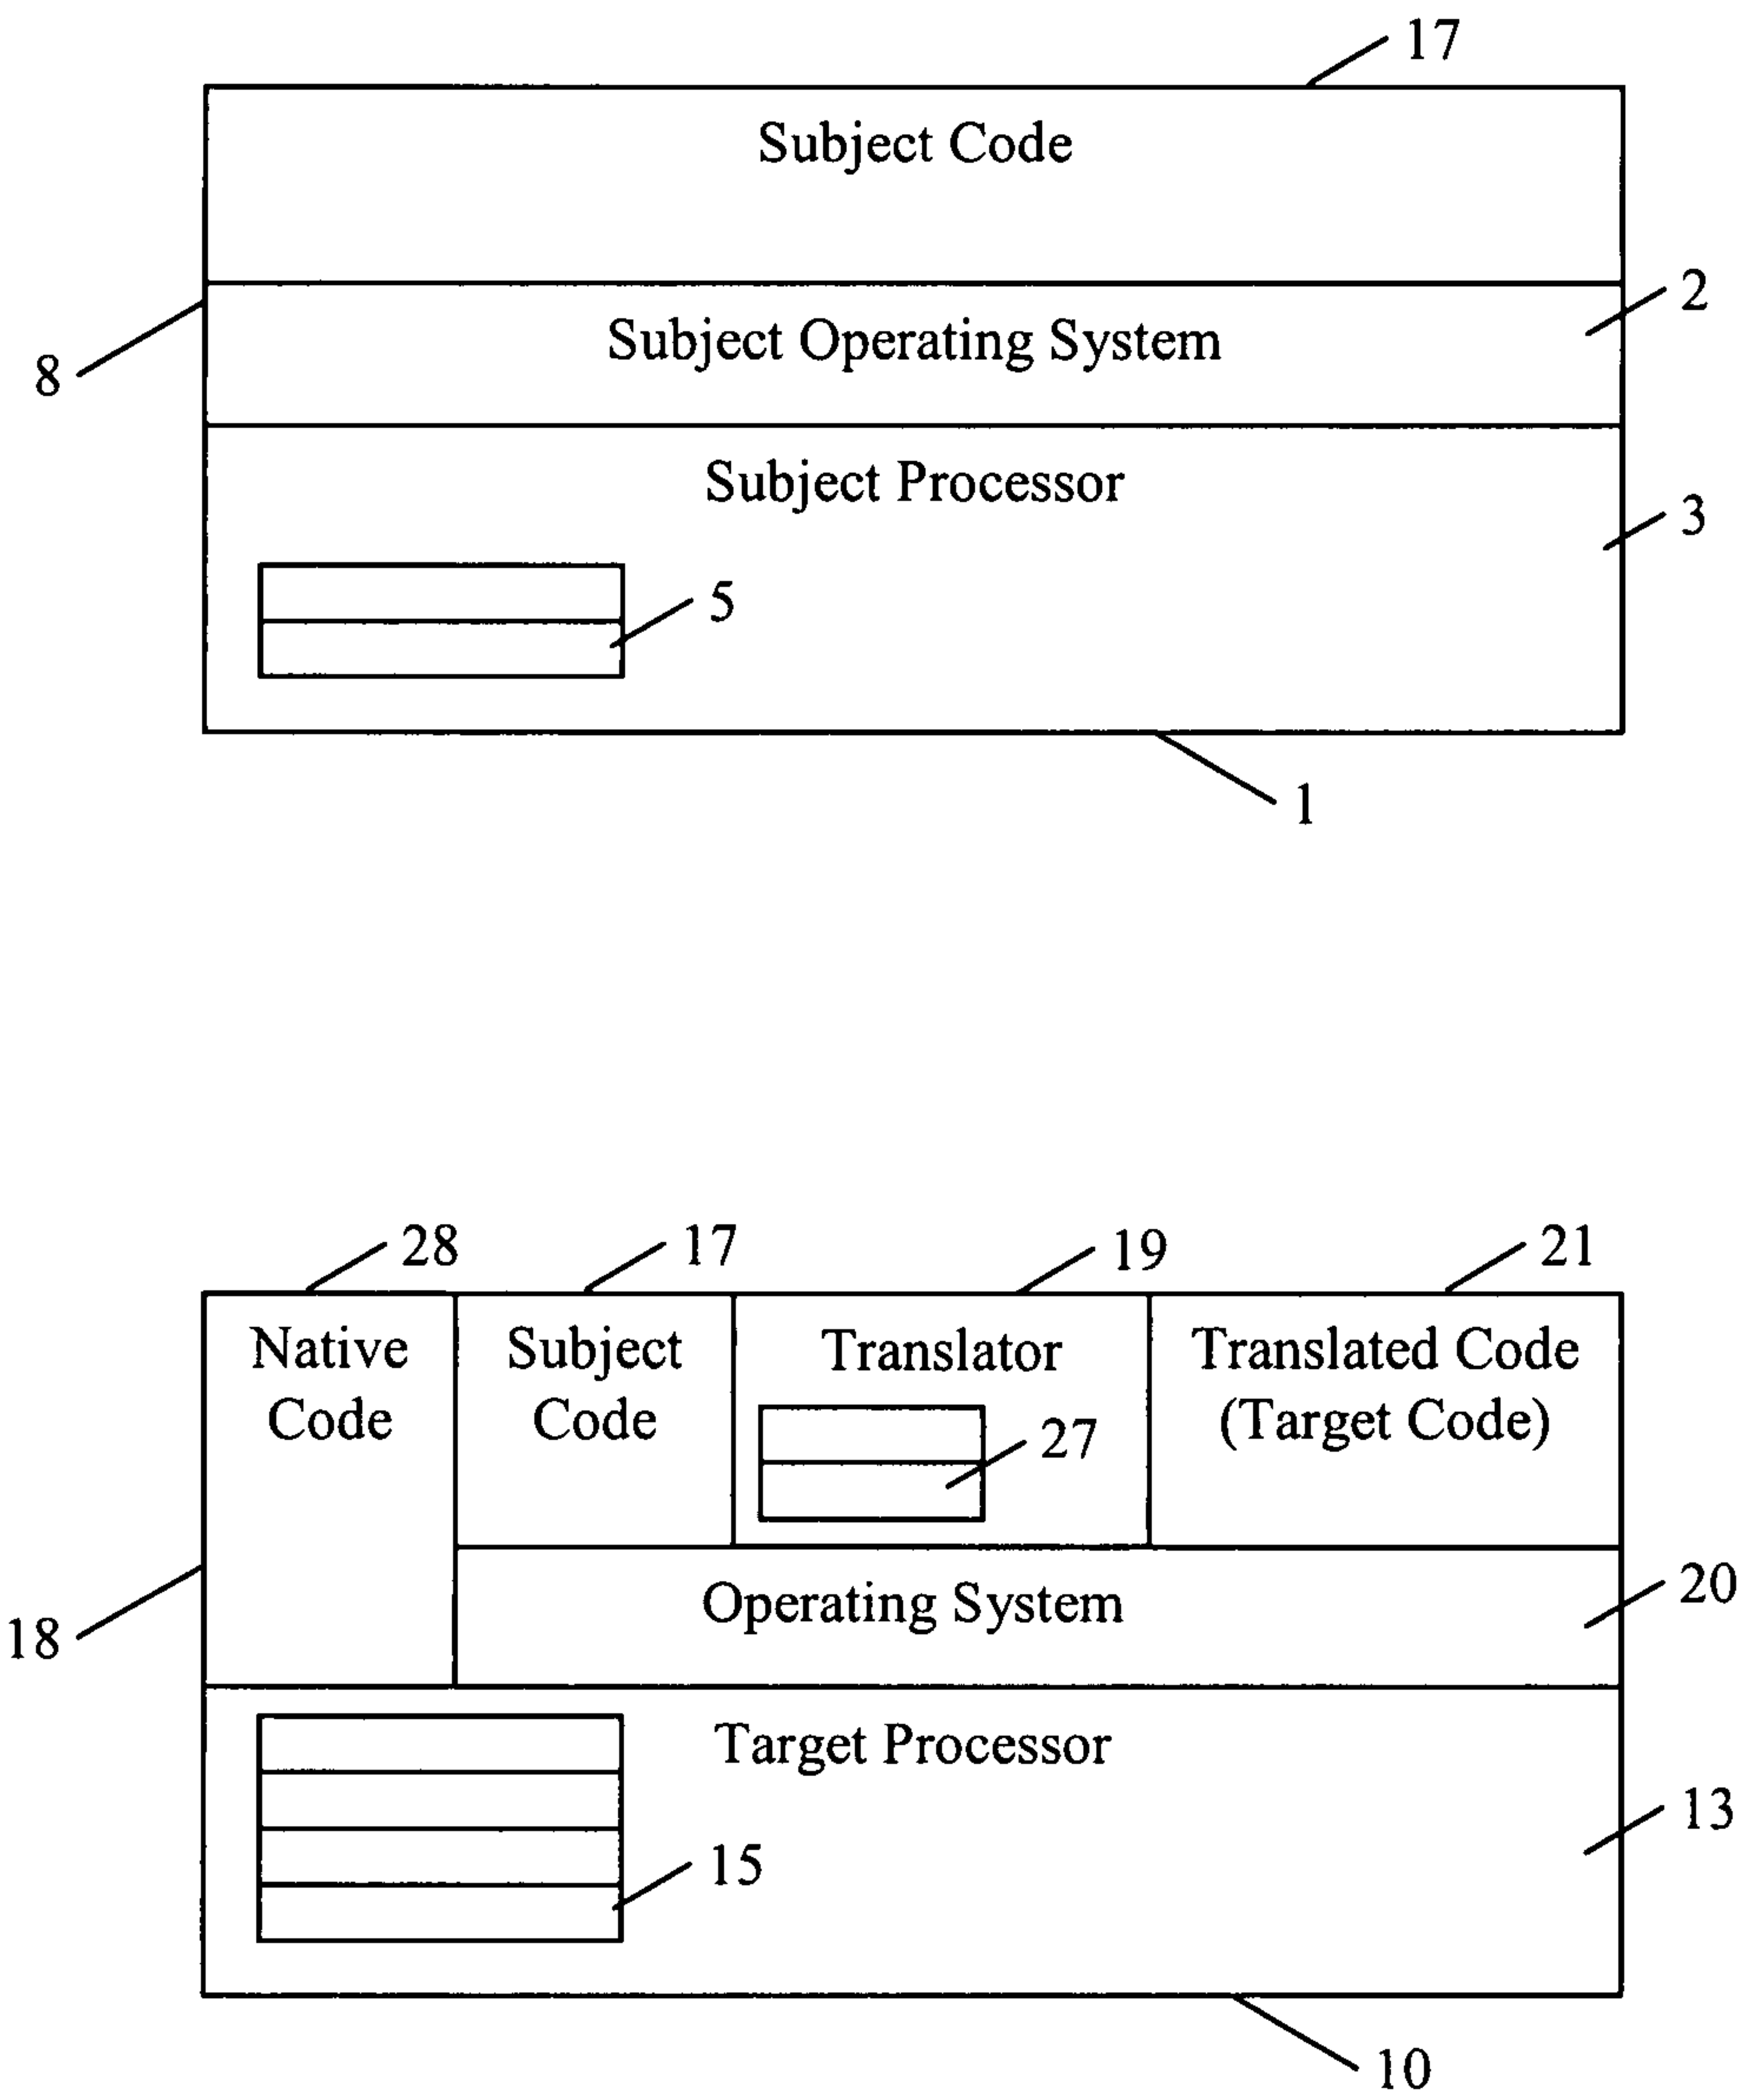 17
Subject Code
2
Subject Operating System
8
Subject Processor
3
5
1
28
17
19
21
Native
Code
Subject
Code
Translator
27
Translated Code
(Target Code)
20
Operating System
18
Target Processor
13
15
10